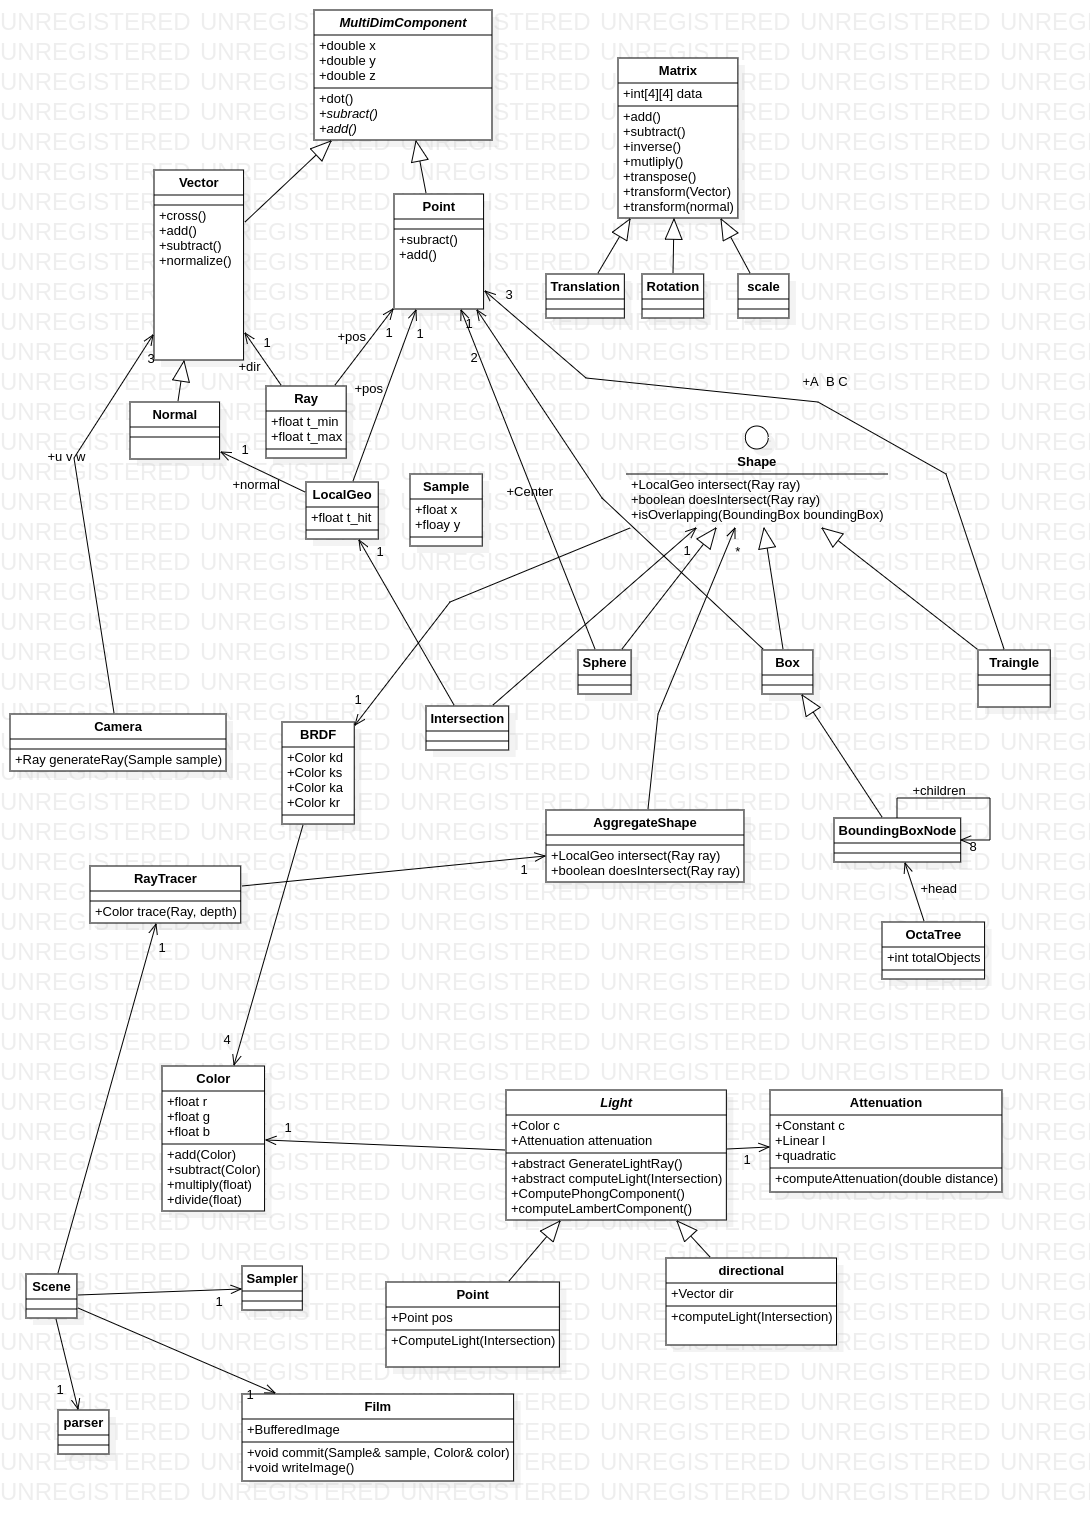 MultiDimComponent
+double x
+double y
+double z
+dot()
+subract()
+add()
Matrix
+int[4][4] data
+add()
+subtract()
+inverse()
+mutliply()
+transpose()
+transform(Vector)
+transform(normal)
Vector
+cross()
+add()
+subtract()
+normalize()
Point
+subract()
+add()
Translation
Rotation
scale
3
1
+pos
1
1
1
2
3
+dir
+A B C
+pos
Ray
+float t_min
+float t_max
Normal
1
+normal
+u v w
Shape
+LocalGeo intersect(Ray ray)
+boolean doesIntersect(Ray ray)
+isOverlapping(BoundingBox boundingBox)
LocalGeo
+float t_hit
Sample
+float x
+floay y
+Center
1
1
*
Sphere
Box
Traingle
1
Camera
+Ray generateRay(Sample sample)
BRDF
+Color kd
+Color ks
+Color ka
+Color kr
Intersection
+children
AggregateShape
+LocalGeo intersect(Ray ray)
+boolean doesIntersect(Ray ray)
BoundingBoxNode
8
RayTracer
+Color trace(Ray, depth)
1
+head
OctaTree
+int totalObjects
1
4
Color
+float r
+float g
+float b
+add(Color)
+subtract(Color)
+multiply(float)
+divide(float)
1
Light
+Color c
+Attenuation attenuation
+abstract GenerateLightRay()
+abstract computeLight(Intersection)
+ComputePhongComponent()
+computeLambertComponent()
1
Attenuation
+Constant c
+Linear l
+quadratic
+computeAttenuation(double distance)
Scene
Sampler
1
Point
+Point pos
+ComputeLight(Intersection)
directional
+Vector dir
+computeLight(Intersection)
1
1
parser
Film
+BufferedImage
+void commit(Sample& sample, Color& color)
+void writeImage()
UNREGISTERED